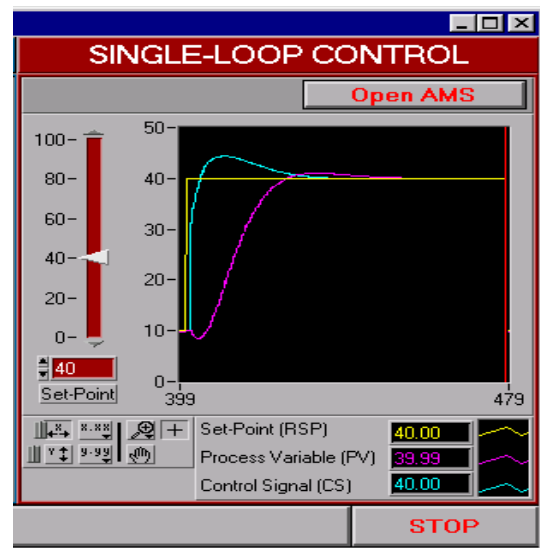 SINGLE-LOOP CONTROL
Open AMS
100
80
60
40
20
0
40
Set-Point
50
40
30
20
10
0
399
479
Set-Point (RSP) 40.00
Process Variable (PV) 39.99
Control Signal (CS) 40.00
STOP